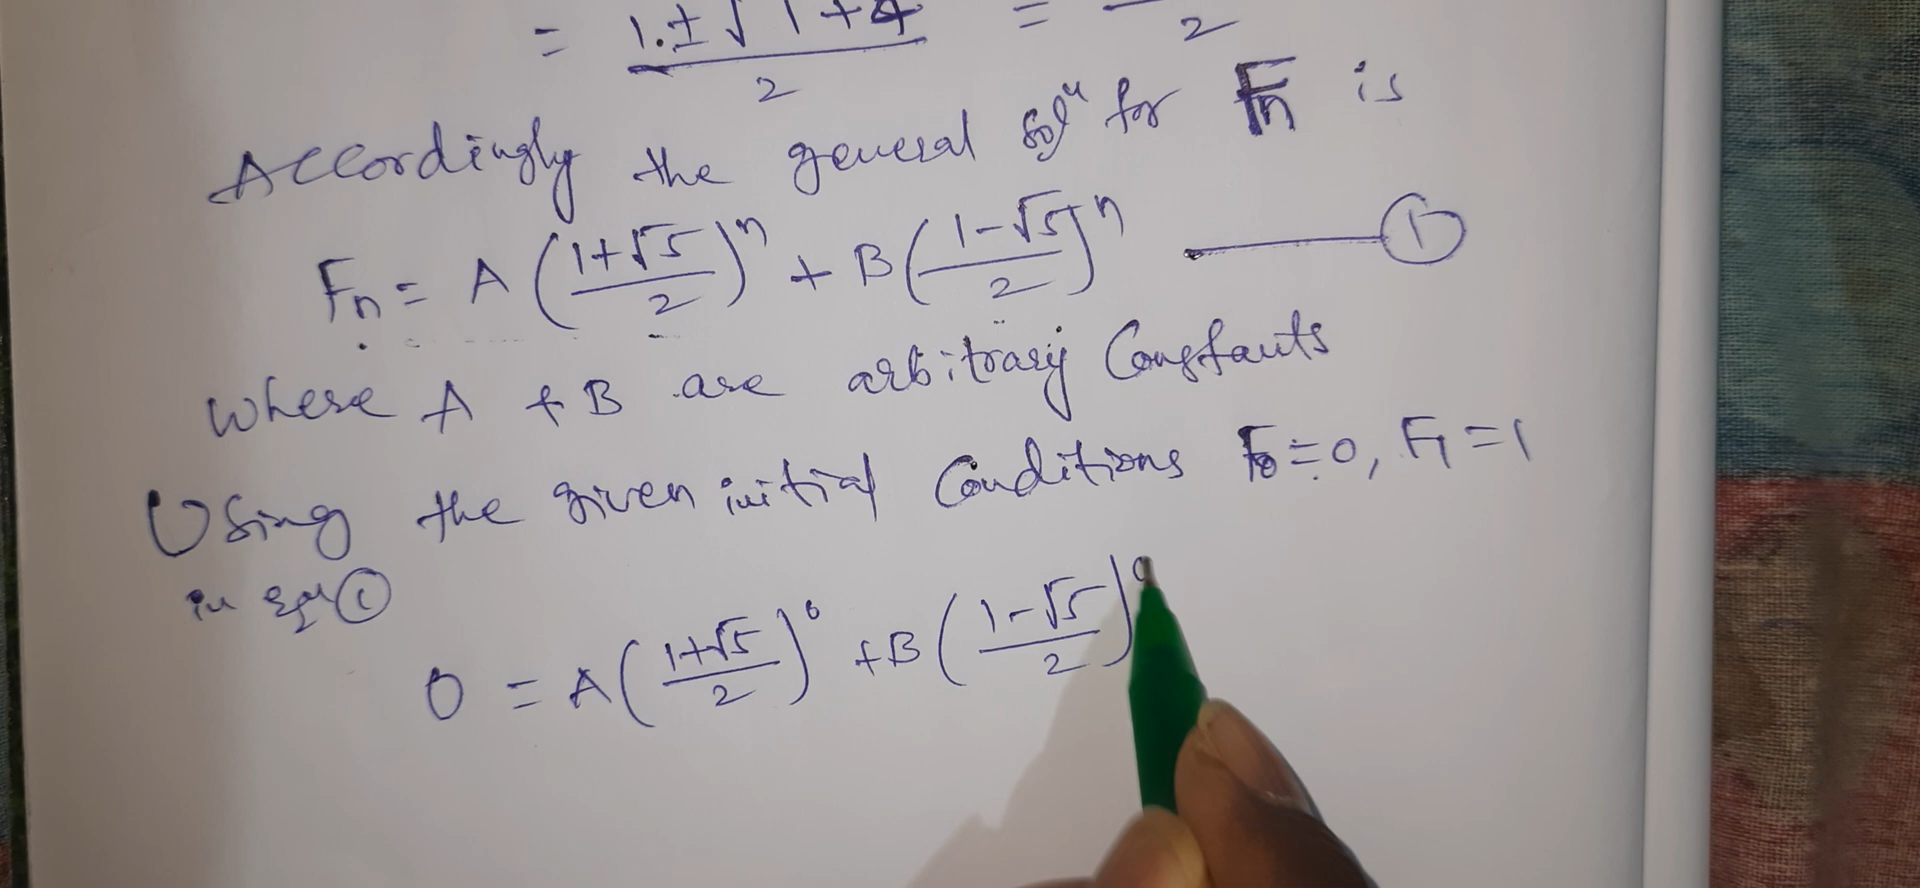 = 1 ± √1+4 / 2 = / 2
Accordingly the general solⁿ for Fn is
Fn = A ( 1+√5 / 2 )ⁿ + B ( 1-√5 / 2 )ⁿ — ①
where A & B are arbitrary Constants
Using the given initial Conditions F₀ = 0, F₁ = 1
in eqⁿ ①
0 = A ( 1+√5 / 2 )⁰ + B ( 1-√5 / 2 )⁰